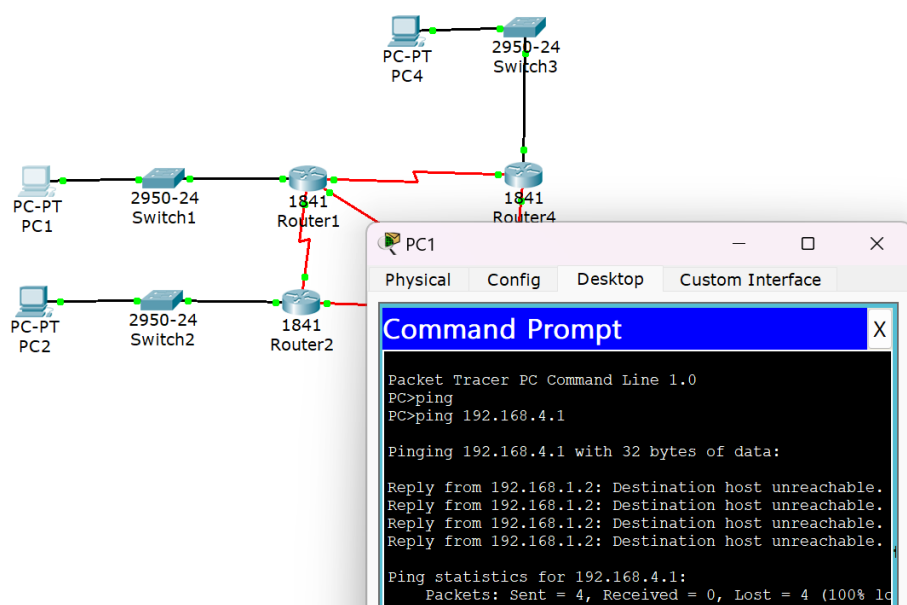 PC-PT
PC4
2950-24
Switch3
PC-PT
PC1
2950-24
Switch1
1841
Router1
1841
Router4
PC-PT
PC2
2950-24
Switch2
1841
Router2
PC1
Physical Config Desktop Custom Interface
Command Prompt X
Packet Tracer PC Command Line 1.0
PC>ping
PC>ping 192.168.4.1
Pinging 192.168.4.1 with 32 bytes of data:
Reply from 192.168.1.2: Destination host unreachable.
Reply from 192.168.1.2: Destination host unreachable.
Reply from 192.168.1.2: Destination host unreachable.
Reply from 192.168.1.2: Destination host unreachable.
Ping statistics for 192.168.4.1:
Packets: Sent = 4, Received = 0, Lost = 4 (100%